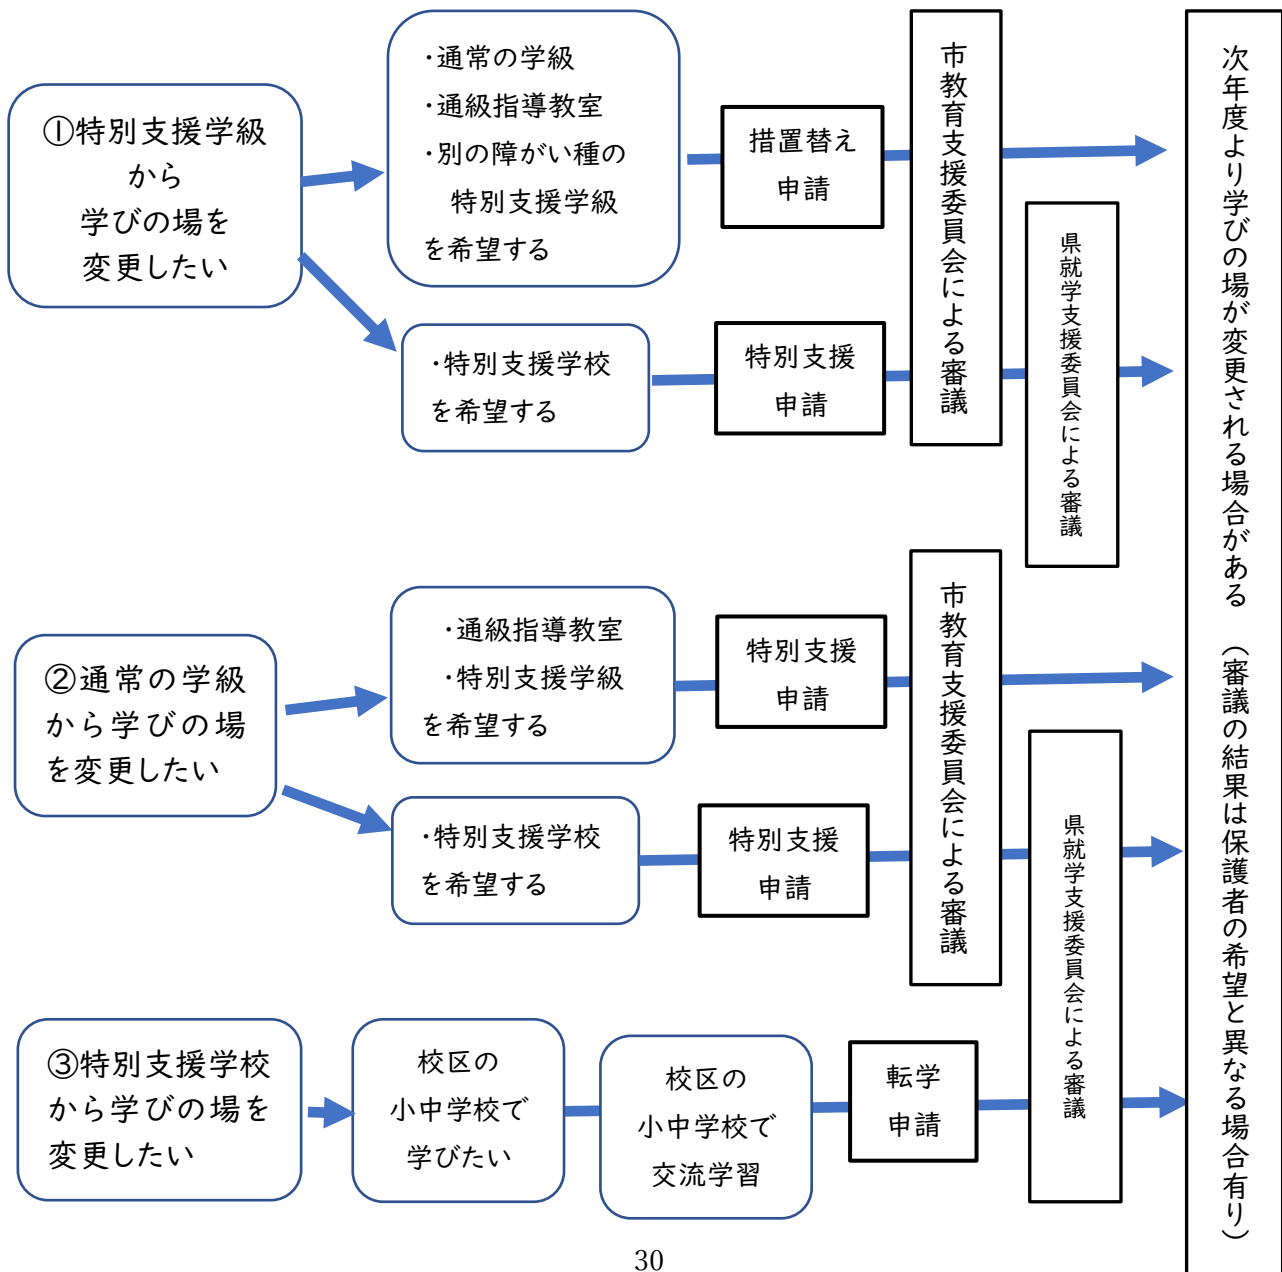 ①特別支援学級
から
学びの場を
変更したい
・通常の学級
・通級指導教室
・別の障がい種の
特別支援学級
を希望する
措置替え
申請
・特別支援学校
を希望する
特別支援
申請
市教育支援委員会による審議
県就学支援委員会による審議
②通常の学級
から学びの場
を変更したい
・通級指導教室
・特別支援学級
を希望する
特別支援
申請
・特別支援学校
を希望する
特別支援
申請
市教育支援委員会による審議
③特別支援学校
から学びの場を
変更したい
校区の
小中学校で
学びたい
校区の
小中学校で
交流学習
転学
申請
県就学支援委員会による審議
次年度より学びの場が変更される場合がある （審議の結果は保護者の希望と異なる場合有り）
30